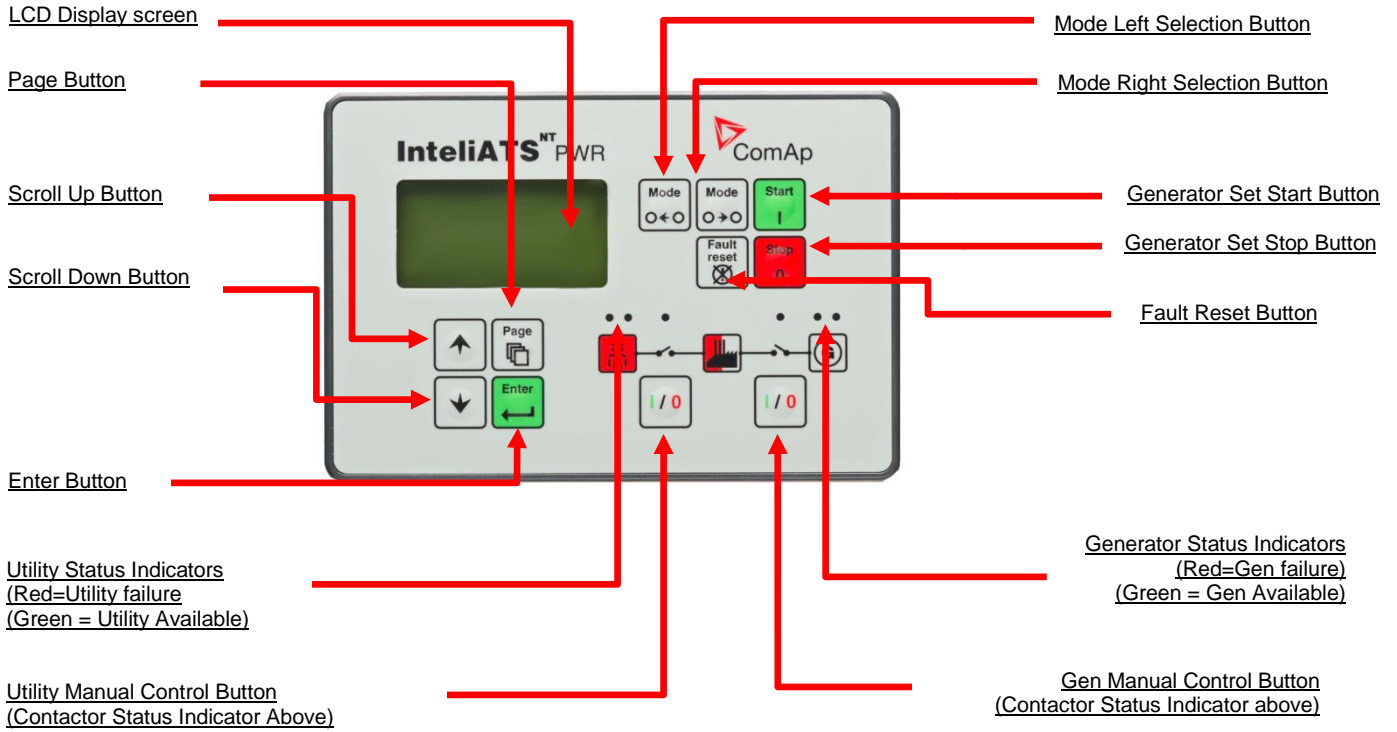 LCD Display screen
Mode Left Selection Button
Page Button
Mode Right Selection Button
InteliATS NT PWR
ComAp
Scroll Up Button
Mode
Mode
Start
I
Generator Set Start Button
Generator Set Stop Button
Fault
reset
Stop
0
Scroll Down Button
Fault Reset Button
Page
G
Enter
I / 0
I / 0
Enter Button
Utility Status Indicators
(Red=Utility failure
(Green = Utility Available)
Generator Status Indicators
(Red=Gen failure)
(Green = Gen Available)
Utility Manual Control Button
(Contactor Status Indicator Above)
Gen Manual Control Button
(Contactor Status Indicator above)